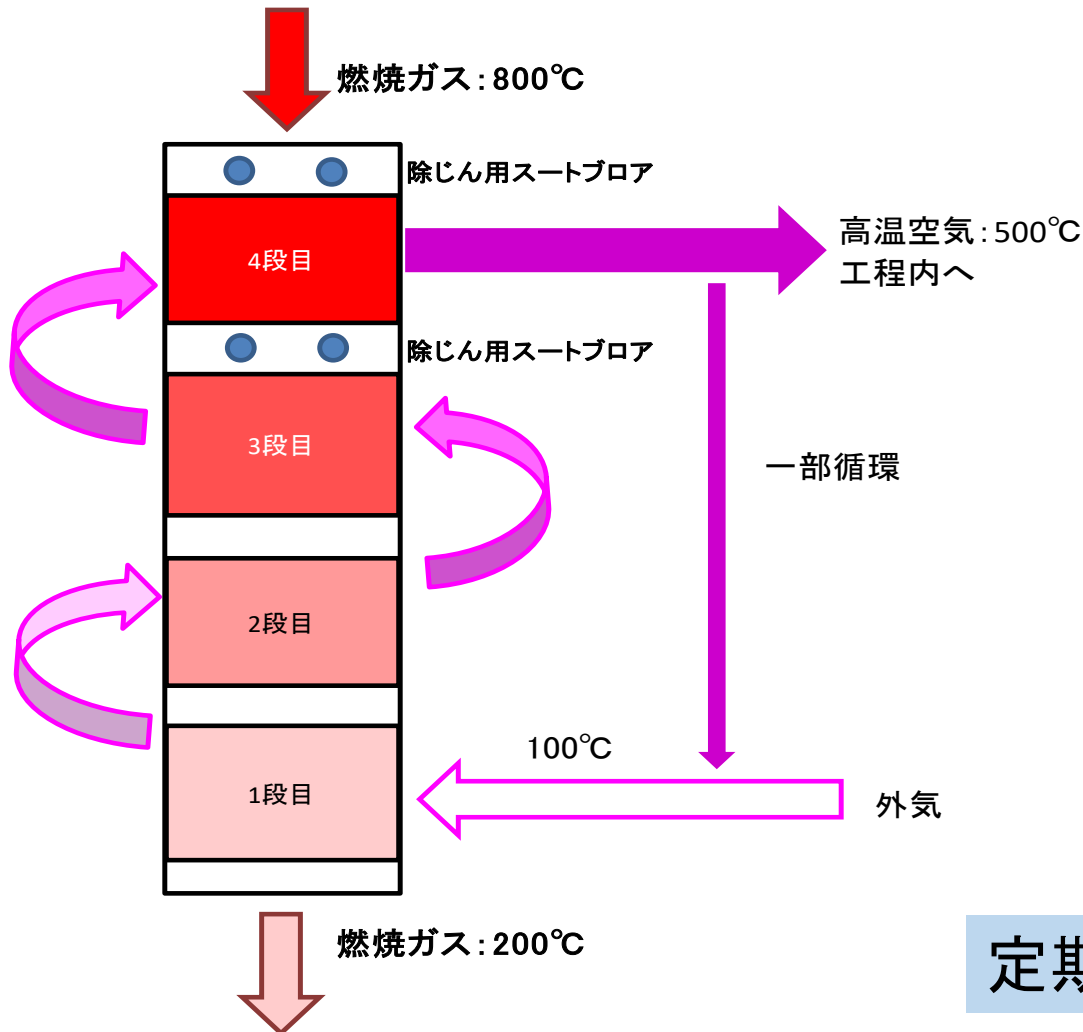 燃焼ガス：800℃
除じん用スートブロア
4段目
高温空気：500℃
工程内へ
除じん用スートブロア
3段目
一部循環
2段目
100℃
1段目
外気
燃焼ガス：200℃
定